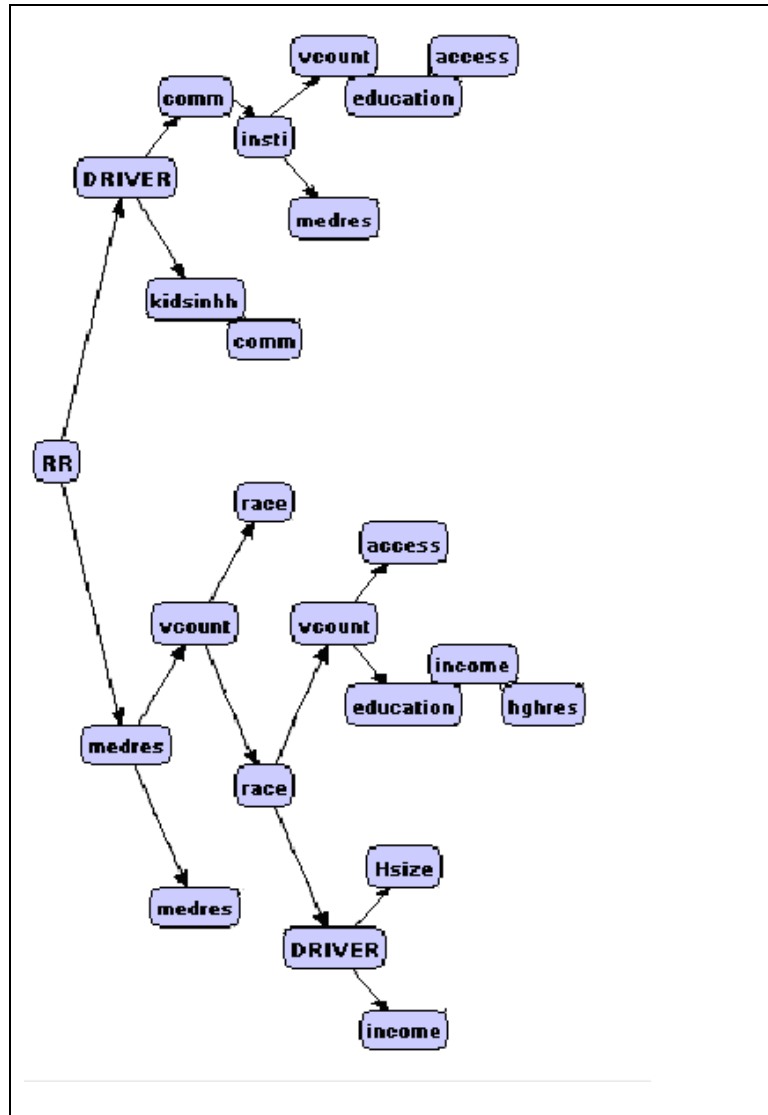 vcount
access
comm
education
insti
DRIVER
medres
kidsinhh
comm
RR
race
access
vcount
vcount
income
education
hghres
medres
race
Hsize
medres
DRIVER
income